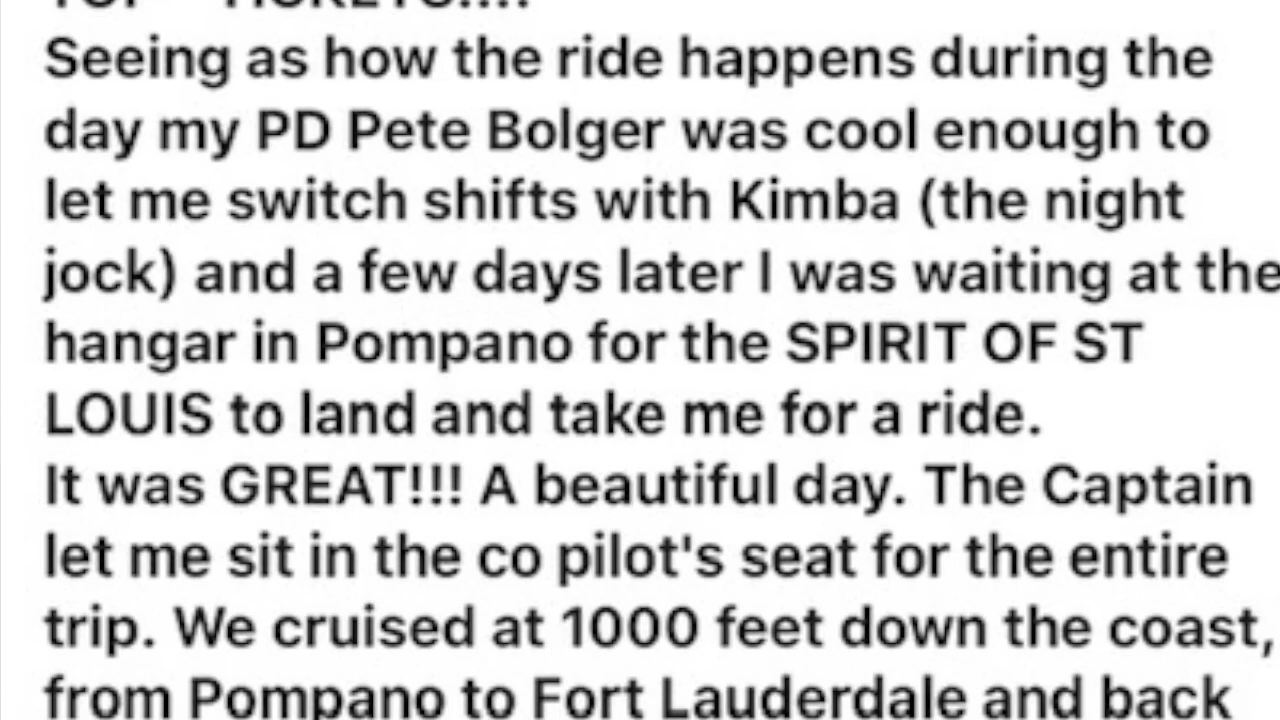 Seeing as how the ride happens during the
day my PD Pete Bolger was cool enough to
let me switch shifts with Kimba (the night
jock) and a few days later I was waiting at the
hangar in Pompano for the SPIRIT OF ST
LOUIS to land and take me for a ride.
It was GREAT!!! A beautiful day. The Captain
let me sit in the co pilot's seat for the entire
trip. We cruised at 1000 feet down the coast,
from Pompano to Fort Lauderdale and back